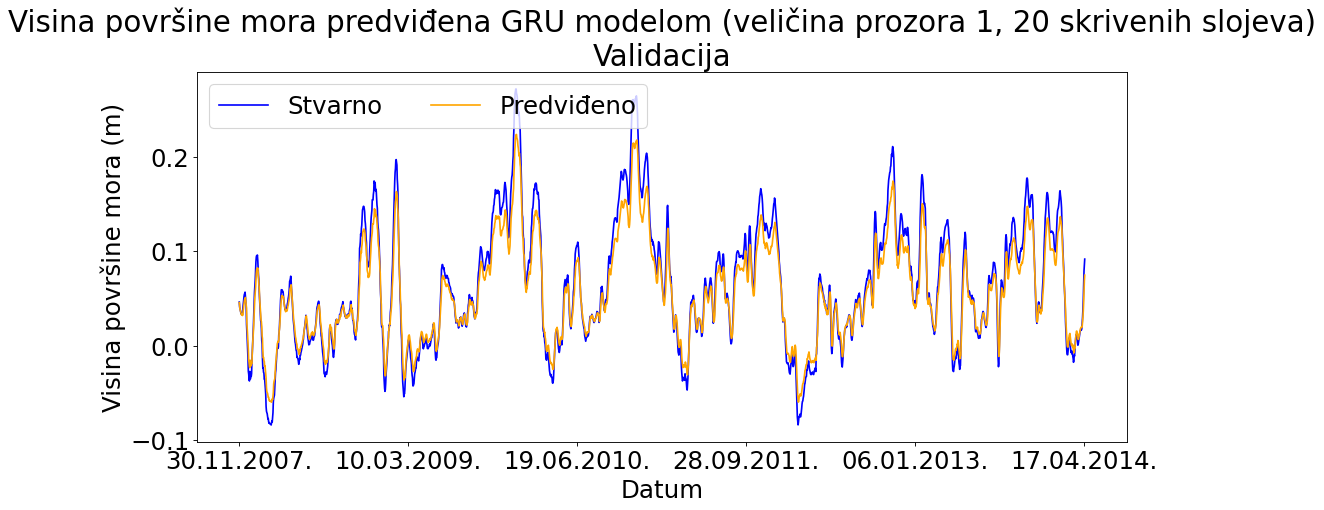 Visina površine mora predviđena GRU modelom (veličina prozora 1, 20 skrivenih slojeva)
Validacija
Stvarno
Predviđeno
Visina površine mora (m)
0.2
0.1
0.0
−0.1
30.11.2007.
10.03.2009.
19.06.2010.
28.09.2011.
06.01.2013.
17.04.2014.
Datum